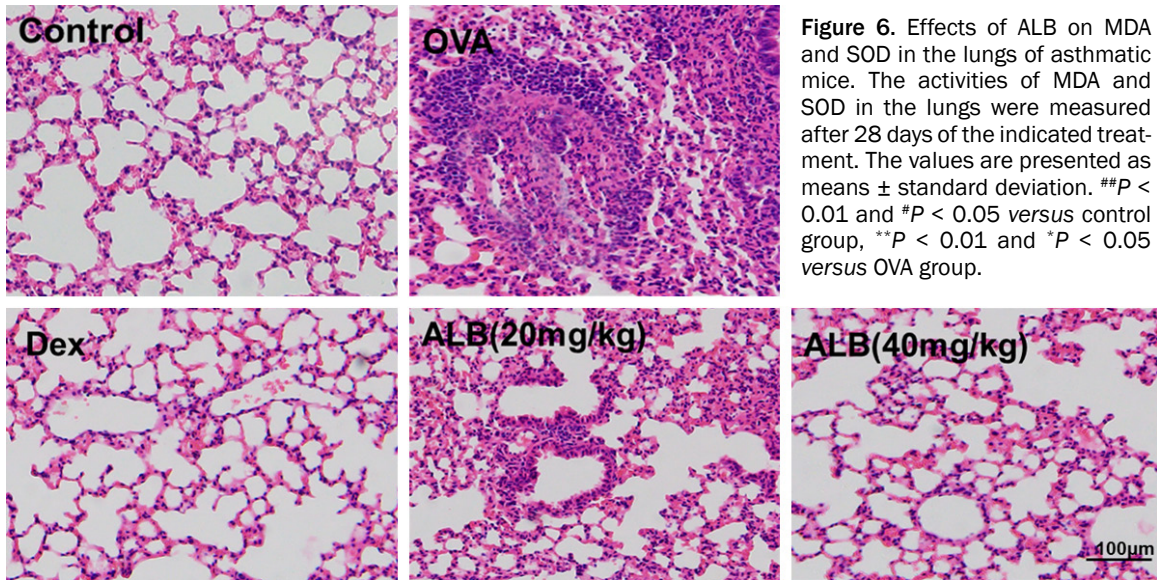 Control
OVA
Figure 6. Effects of ALB on MDA
and SOD in the lungs of asthmatic
mice. The activities of MDA and
SOD in the lungs were measured
after 28 days of the indicated treat-
ment. The values are presented as
means ± standard deviation. ##P <
0.01 and #P < 0.05 versus control
group, **P < 0.01 and *P < 0.05
versus OVA group.
Dex
ALB(20mg/kg)
ALB(40mg/kg)
100μm